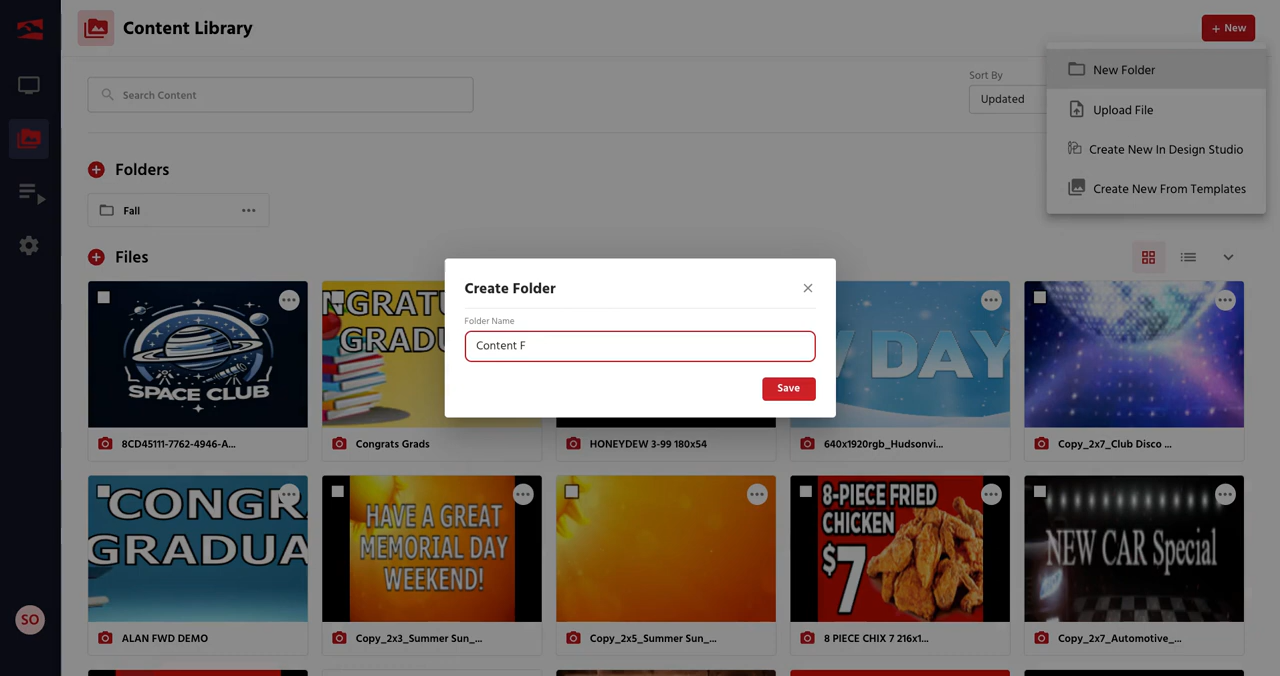 Content Library
+ New
New Folder
Upload File
Create New In Design Studio
Create New From Templates
Search Content
Sort By
Updated
Folders
Fall
Files
Create Folder
Folder Name
Content F
Save
SPACE CLUB
NGRATU
GRADUA
Y DAY
8CD45111-7762-4946-A...
Congrats Grads
HONEYDEW 3-99 180x54
640x1920rgb_Hudsonvi...
Copy_2x7_Club Disco ...
CONGR
GRADUA
HAVE A GREAT
MEMORIAL DAY
WEEKEND!
8-PIECE FRIED
CHICKEN
$7
NEW CAR Special
ALAN FWD DEMO
Copy_2x3_Summer Sun_...
Copy_2x5_Summer Sun_...
8 PIECE CHIX 7 216x1...
Copy_2x7_Automotive_...
SO